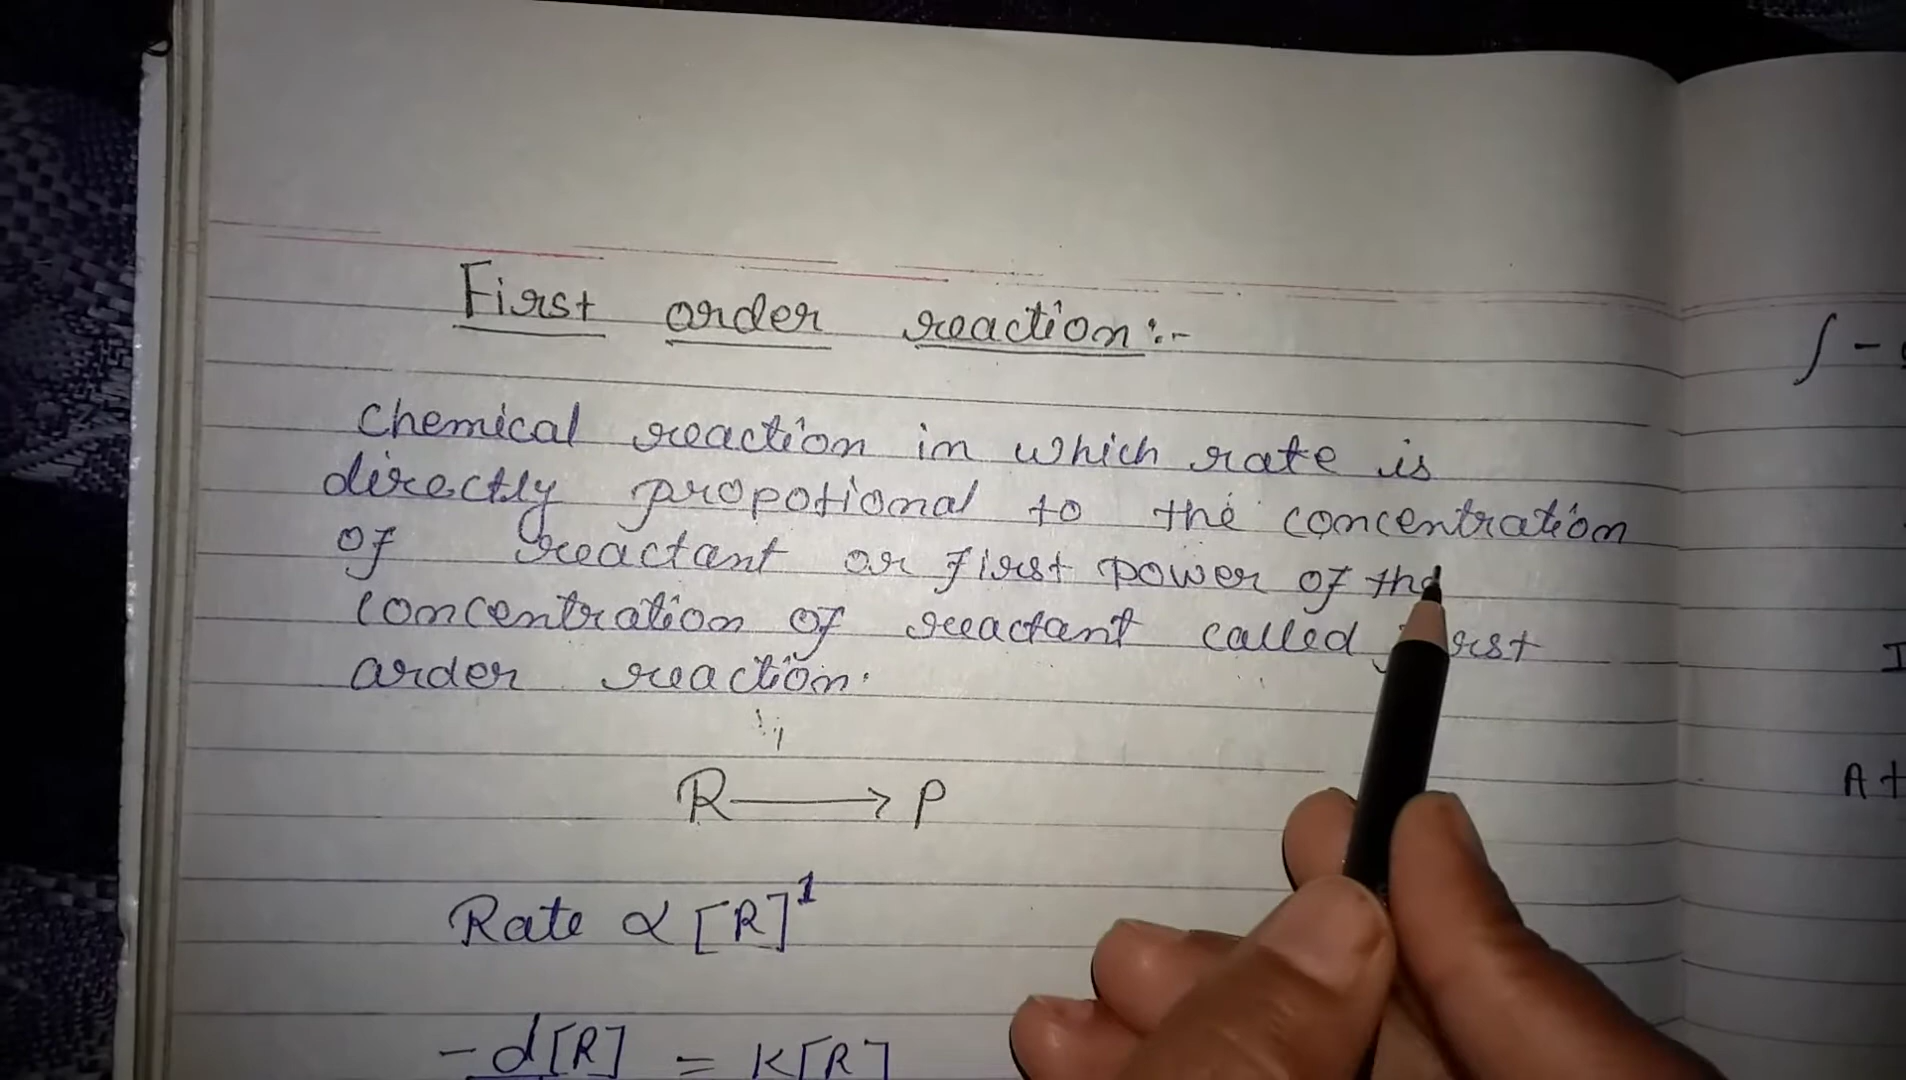 First order reaction:-
chemical reaction in which rate is
directly propotional to the concentration
of reactant or first power of the
concentration of reactant called first
order reaction.
R ⟶ P
Rate ∝ [R]¹
-d[R] = K[R]
∫ -
I
A +